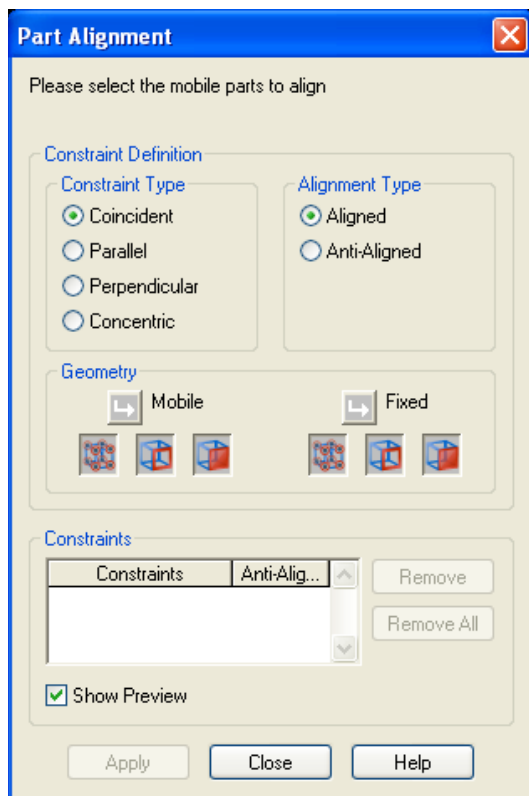 Part Alignment
Please select the mobile parts to align
Constraint Definition
Constraint Type
Coincident
Parallel
Perpendicular
Concentric
Alignment Type
Aligned
Anti-Aligned
Geometry
Mobile
Fixed
Constraints
Constraints Anti-Alig...
Remove
Remove All
Show Preview
Apply Close Help